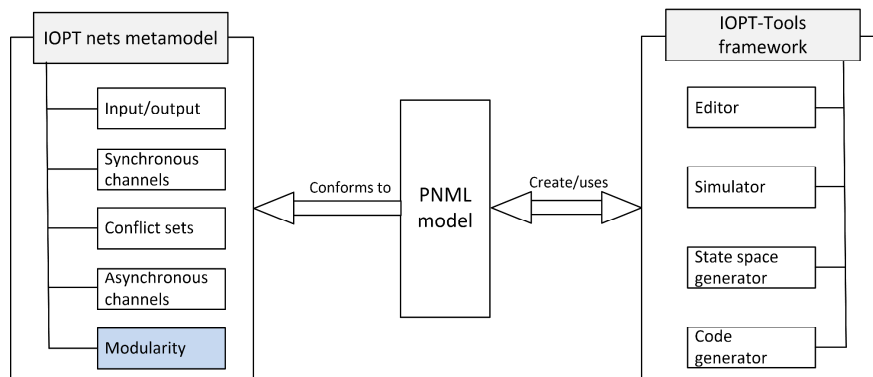 IOPT nets metamodel
Input/output
Synchronous
channels
Conflict sets
Asynchronous
channels
Modularity
Conforms to
PNML
model
Create/uses
IOPT-Tools
framework
Editor
Simulator
State space
generator
Code
generator